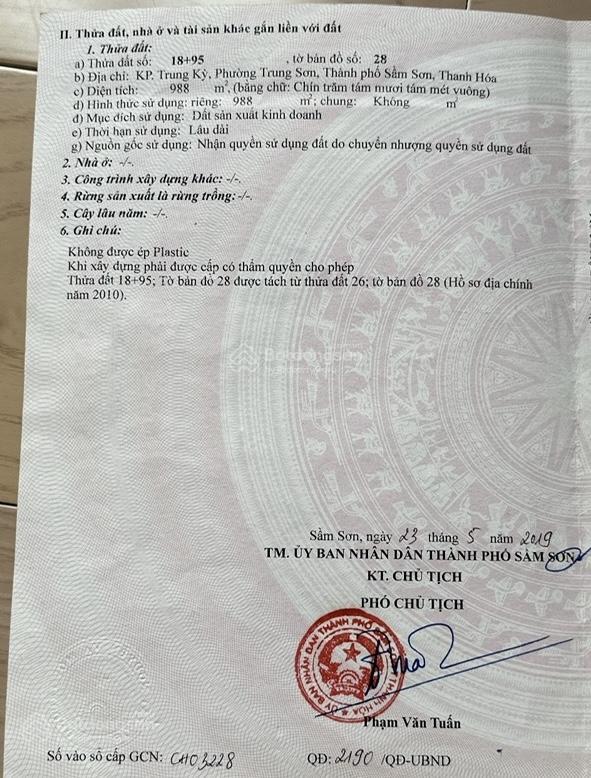 II. Thửa đất, nhà ở và tài sản khác gắn liền với đất
1. Thửa đất:
a) Thửa đất số: 18+95 , tờ bản đồ số: 28
b) Địa chỉ: KP. Trung Kỳ, Phường Trung Sơn, Thành phố Sầm Sơn, Thanh Hóa
c) Diện tích: 988 m², (bằng chữ: Chín trăm tám mươi tám mét vuông)
d) Hình thức sử dụng: riêng: 988 m²; chung: Không m²
đ) Mục đích sử dụng: Đất sản xuất kinh doanh
e) Thời hạn sử dụng: Lâu dài
g) Nguồn gốc sử dụng: Nhận quyền sử dụng đất do chuyển nhượng quyền sử dụng đất
2. Nhà ở: -/-.
3. Công trình xây dựng khác: -/-.
4. Rừng sản xuất là rừng trồng:-/-.
5. Cây lâu năm: -/-.
6. Ghi chú:
Không được ép Plastic
Khi xây dựng phải được cấp có thẩm quyền cho phép
Thửa đất 18+95; Tờ bản đồ 28 được tách từ thửa đất 26; tờ bản đồ 28 (Hồ sơ địa chính
năm 2010).
Batdongsan
Sầm Sơn, ngày 23 tháng 5 năm 2019
TM. ỦY BAN NHÂN DÂN THÀNH PHỐ SẦM SƠN
KT. CHỦ TỊCH
PHÓ CHỦ TỊCH
ỦY BAN NHÂN DÂN THÀNH PHỐ
THANH HÓA
Phạm Văn Tuấn
Số vào sổ cấp GCN: CH03228 QĐ: 2190 /QĐ-UBND